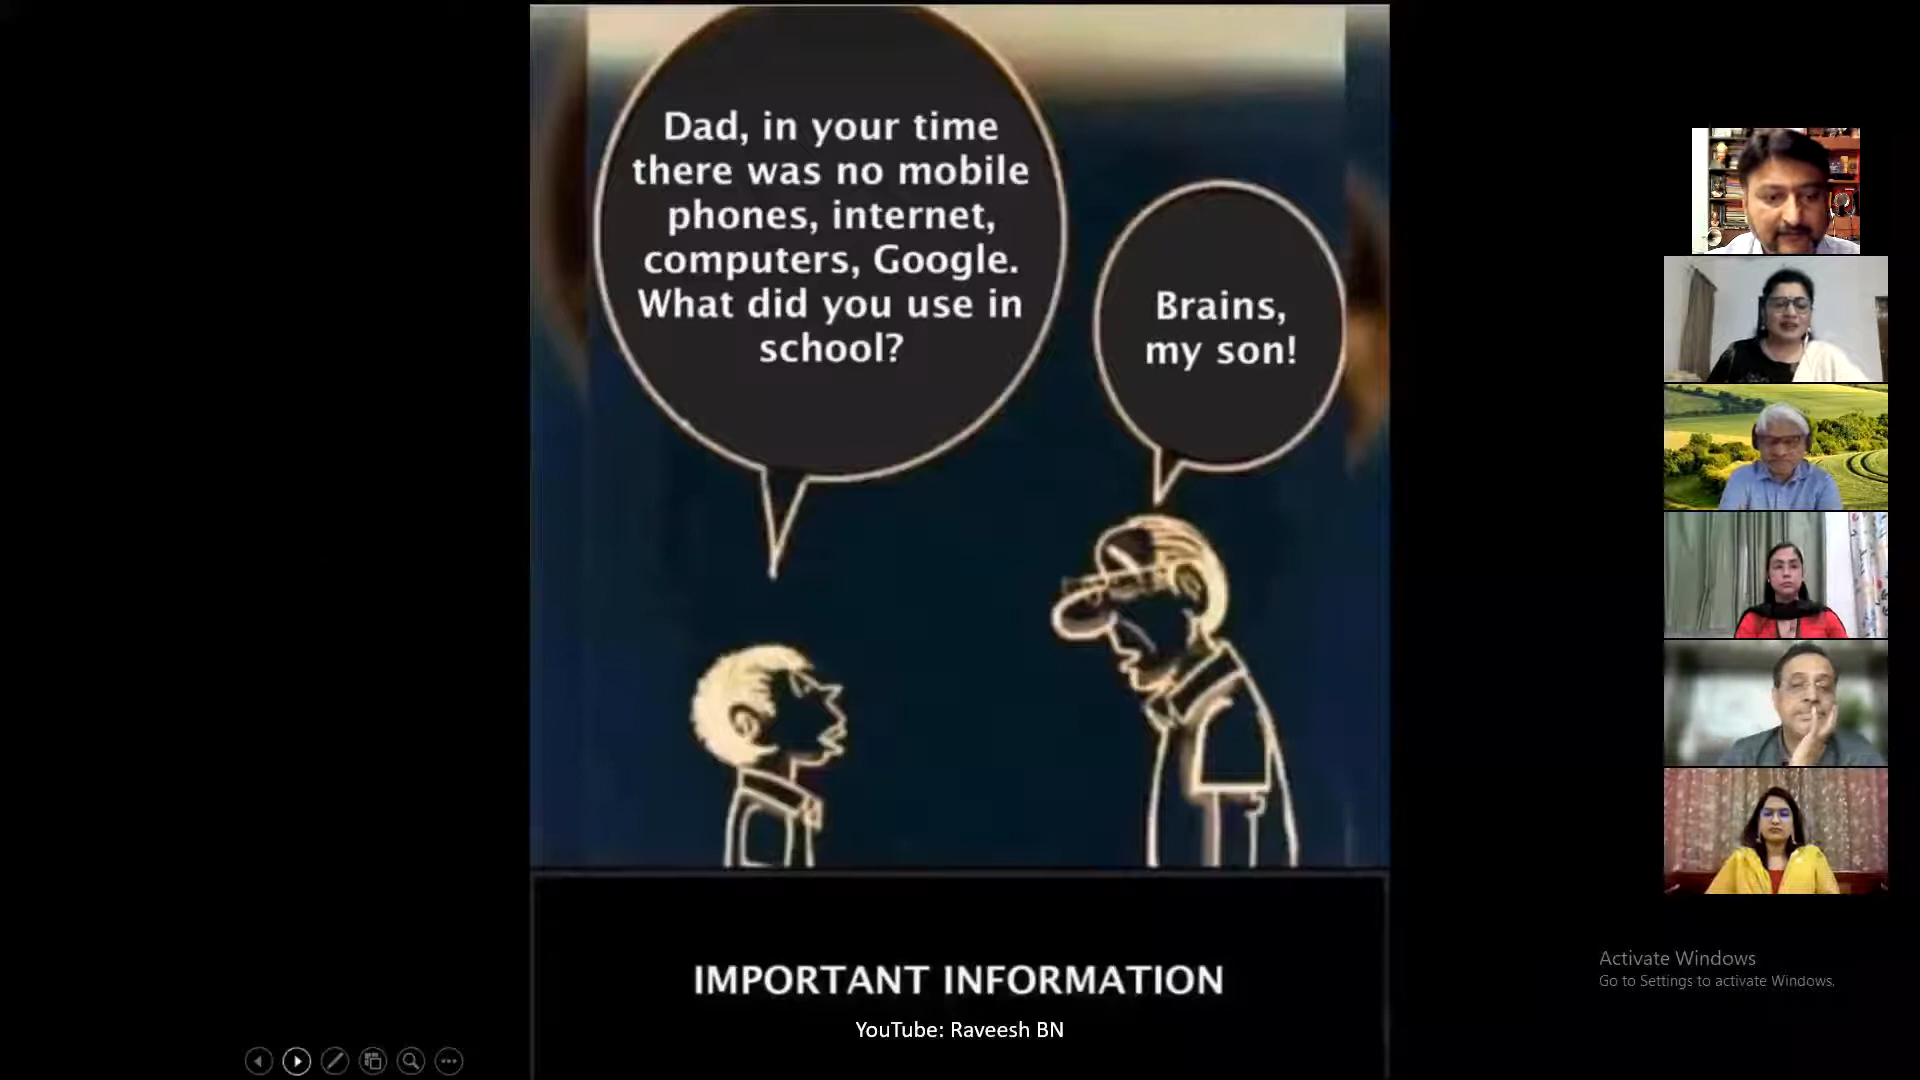 Dad, in your time
there was no mobile
phones, internet,
computers, Google.
What did you use in
school?
Brains,
my son!
IMPORTANT INFORMATION
YouTube: Raveesh BN
Activate Windows
Go to Settings to activate Windows.